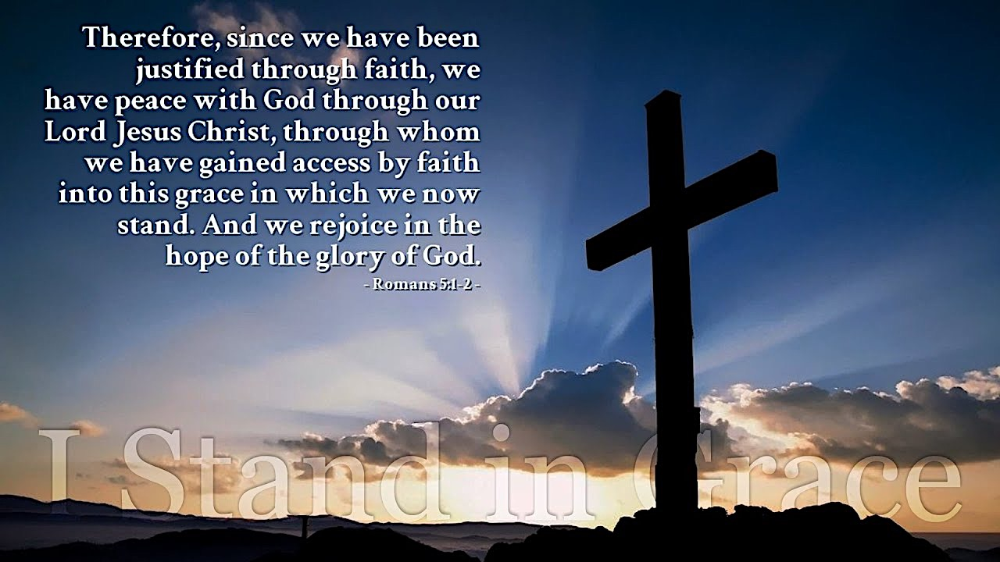 Therefore, since we have been
justified through faith, we
have peace with God through our
Lord Jesus Christ, through whom
we have gained access by faith
into this grace in which we now
stand. And we rejoice in the
hope of the glory of God.
- Romans 5:1-2 -
I Stand in Grace